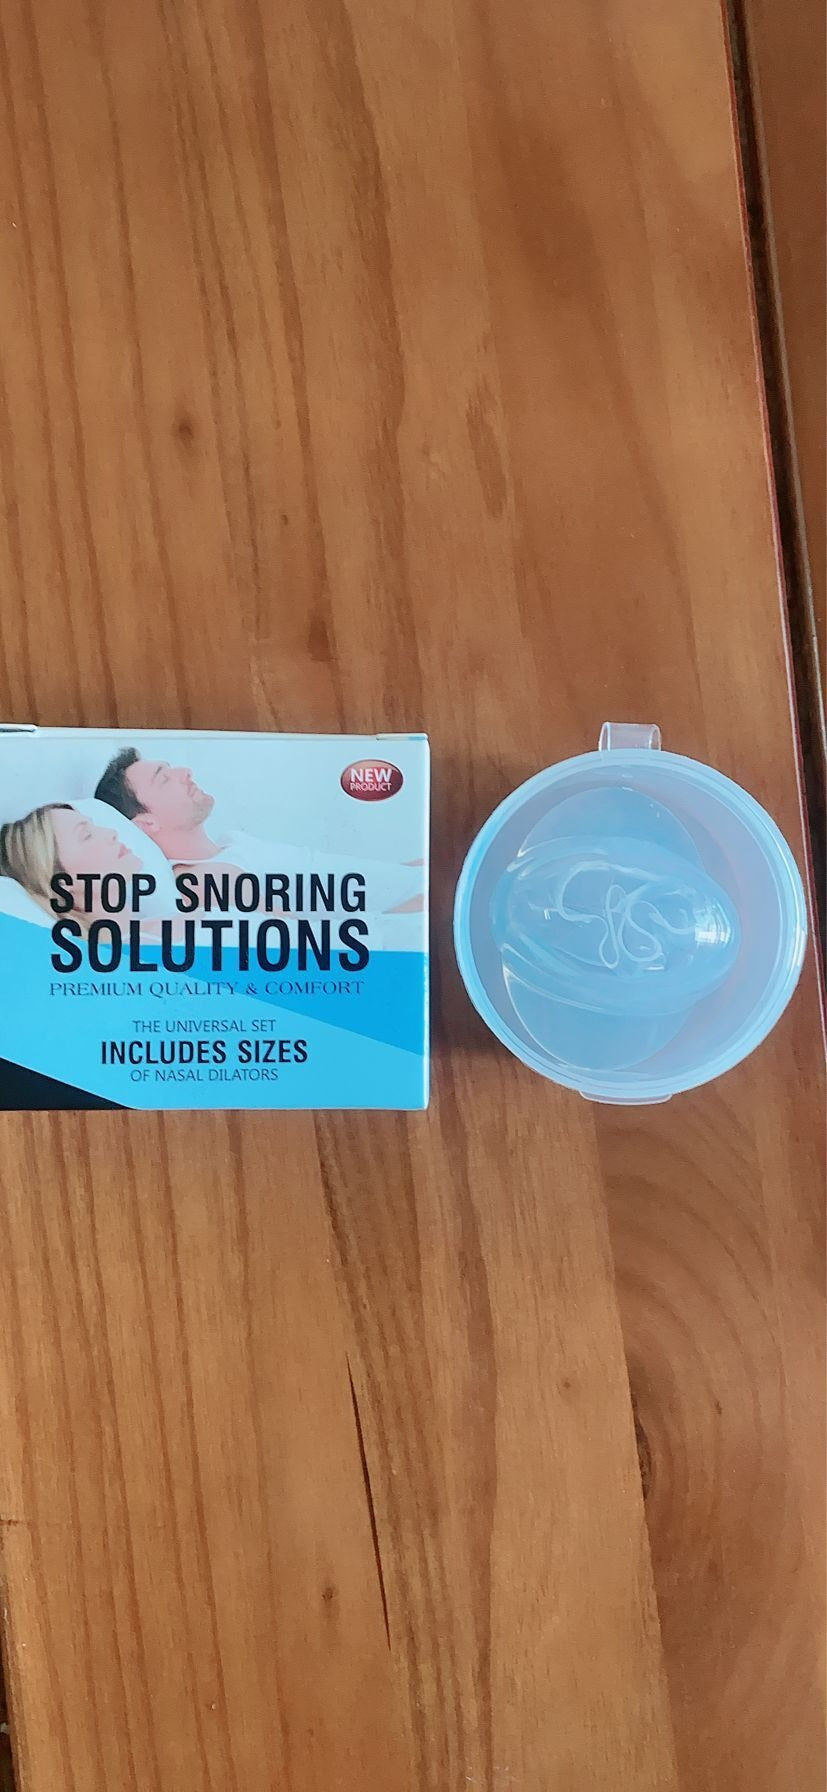 NEW
PRODUCT
STOP SNORING
SOLUTIONS
PREMIUM QUALITY & COMFORT
THE UNIVERSAL SET
INCLUDES SIZES
OF NASAL DILATORS